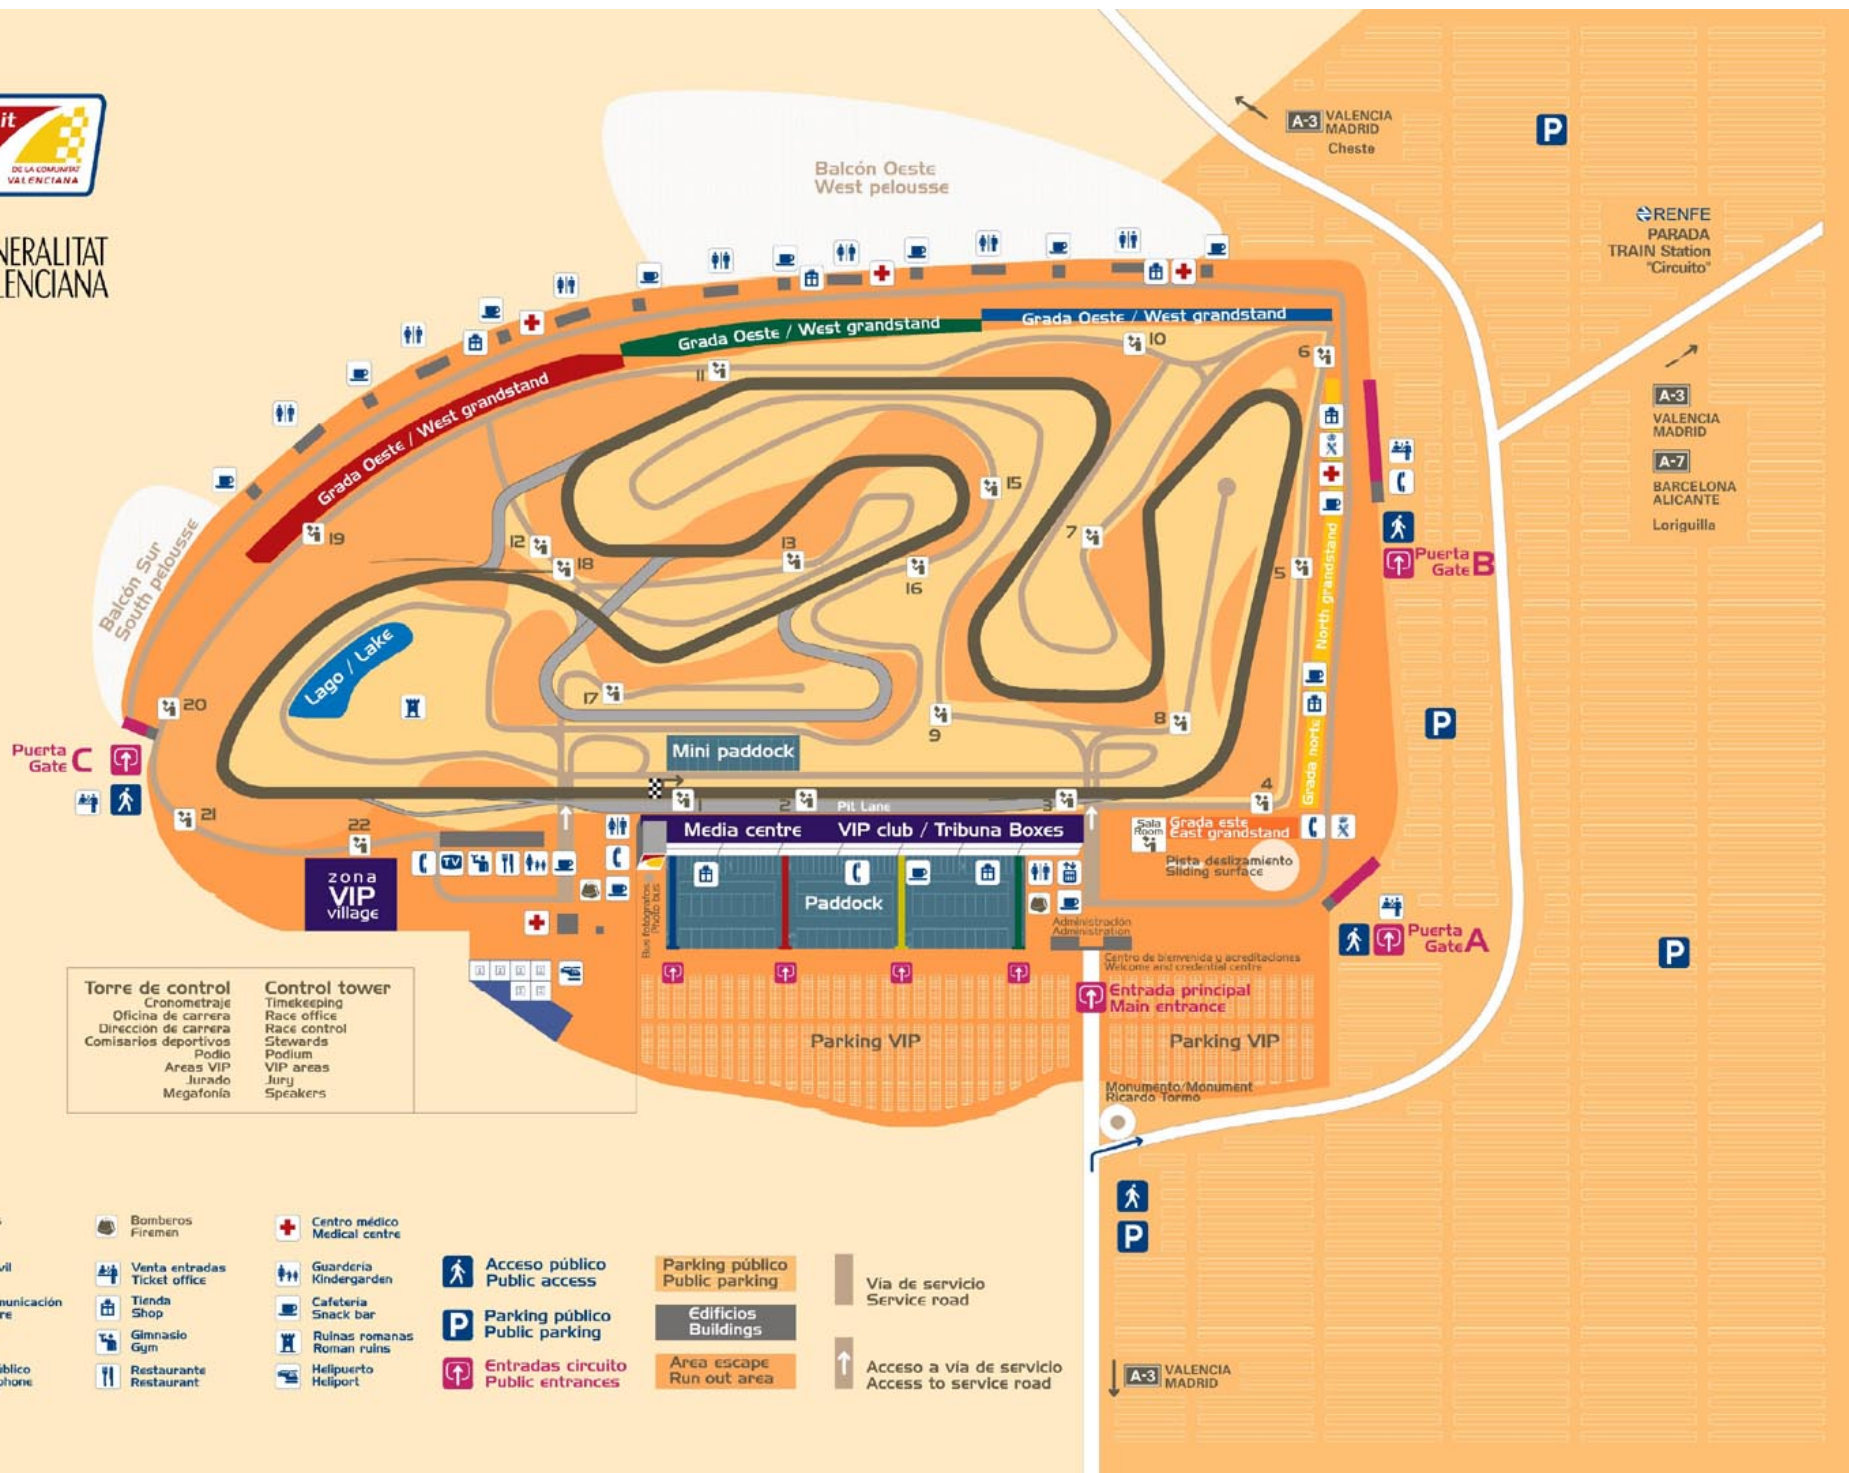 it
DE LA COMUNITAT
VALENCIANA
NERALITAT
LENCIANA
Balcón Oeste
West pelousse
A-3 VALENCIA
MADRID
Cheste
P
RENFE
PARADA
TRAIN Station
"Circuito"
A-3
VALENCIA
MADRID
A-7
BARCELONA
ALICANTE
Loriguilla
Grada Oeste / West grandstand
Grada Oeste / West grandstand
Grada Oeste / West grandstand
10
6
11
15
19
12
18
13
16
7
5
Balcón Sur
South pelousse
Lago / Lake
17
20
9
8
4
North grandstand
Grada norte
Puerta
Gate B
P
Puerta
Gate C
21
22
Mini paddock
1
2
3
Pit Lane
Media centre
VIP club / Tribuna Boxes
Sala
Room
Grada este
East grandstand
Pista deslizamiento
Sliding surface
TV
zona
VIP
village
Bus fotógrafos
Photo bus
Paddock
Administración
Administration
Puerta
Gate A
P
Centro de bienvenida y acreditaciones
Welcome and credential centre
Entrada principal
Main entrance
Parking VIP
Parking VIP
Monumento/Monument
Ricardo Tormo
P
Torre de control
Cronometraje
Oficina de carrera
Dirección de carrera
Comisarios deportivos
Podio
Areas VIP
Jurado
Megafonía
Control tower
Timekeeping
Race office
Race control
Stewards
Podium
VIP areas
Jury
Speakers
s
vil
municación
re
úblico
phone
Bomberos
Firemen
Venta entradas
Ticket office
Tienda
Shop
Gimnasio
Gym
Restaurante
Restaurant
Centro médico
Medical centre
Guardería
Kindergarden
Cafetería
Snack bar
Ruinas romanas
Roman ruins
Helipuerto
Heliport
Acceso público
Public access
P
Parking público
Public parking
Entradas circuito
Public entrances
Parking público
Public parking
Edificios
Buildings
Area escape
Run out area
Vía de servicio
Service road
Acceso a vía de servicio
Access to service road
A-3 VALENCIA
MADRID